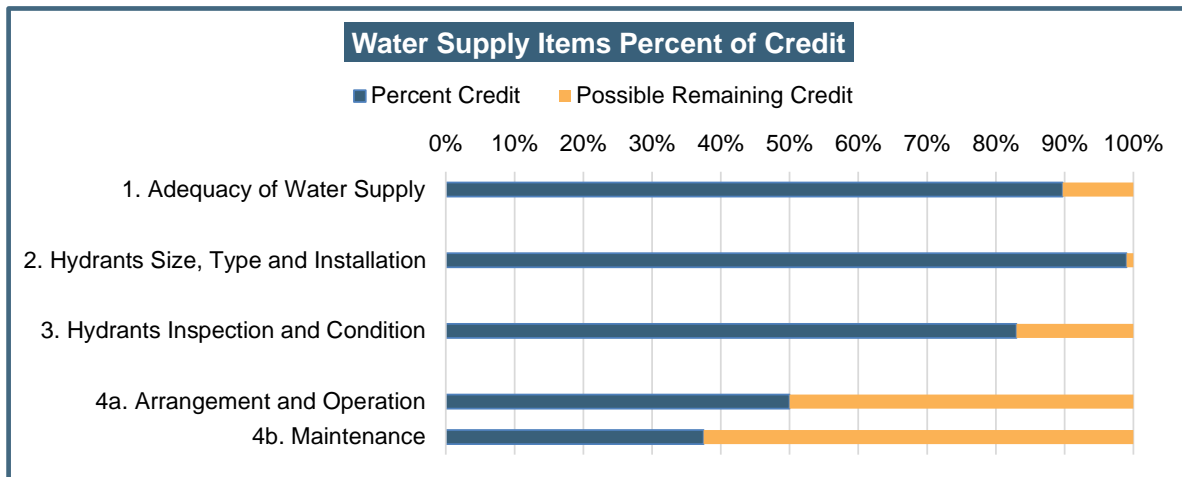 Water Supply Items Percent of Credit
Percent Credit Possible Remaining Credit
0% 10% 20% 30% 40% 50% 60% 70% 80% 90% 100%
1. Adequacy of Water Supply
2. Hydrants Size, Type and Installation
3. Hydrants Inspection and Condition
4a. Arrangement and Operation
4b. Maintenance